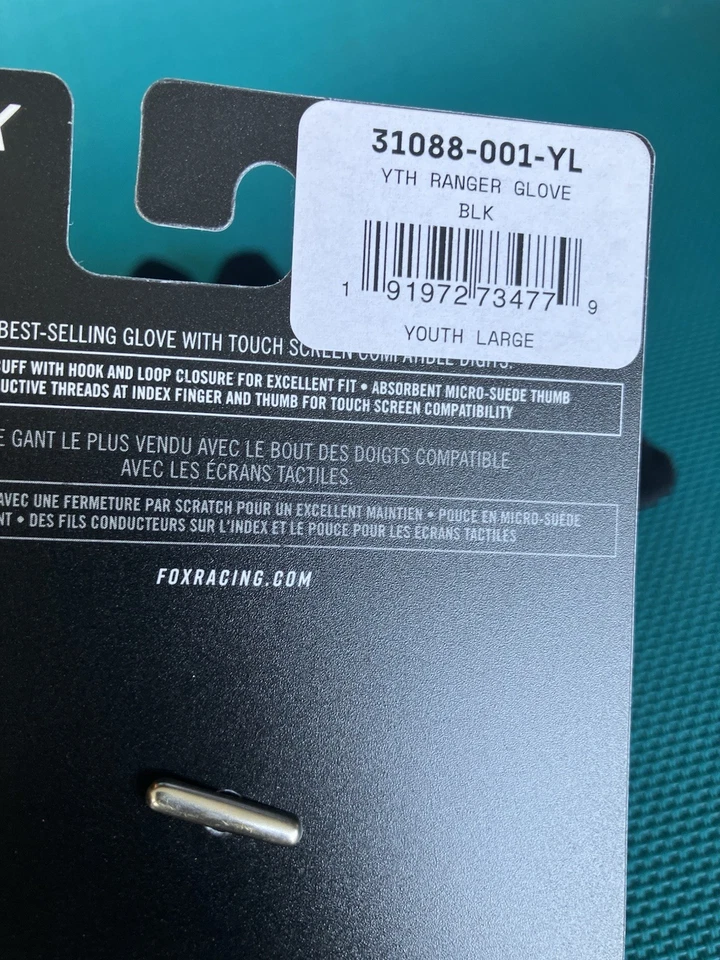 31088-001-YL
YTH RANGER GLOVE
BLK
1 91972 73477 9
YOUTH LARGE
BEST-SELLING GLOVE WITH TOUCH SCREEN COMPATIBLE DIGITS.
UFF WITH HOOK AND LOOP CLOSURE FOR EXCELLENT FIT • ABSORBENT MICRO-SUEDE THUMB
UCTIVE THREADS AT INDEX FINGER AND THUMB FOR TOUCH SCREEN COMPATIBILITY
E GANT LE PLUS VENDU AVEC LE BOUT DES DOIGTS COMPATIBLE
AVEC LES ÉCRANS TACTILES.
AVEC UNE FERMETURE PAR SCRATCH POUR UN EXCELLENT MAINTIEN • POUCE EN MICRO-SUÈDE
NT • DES FILS CONDUCTEURS SUR L'INDEX ET LE POUCE POUR LES ÉCRANS TACTILES
FOXRACING.COM